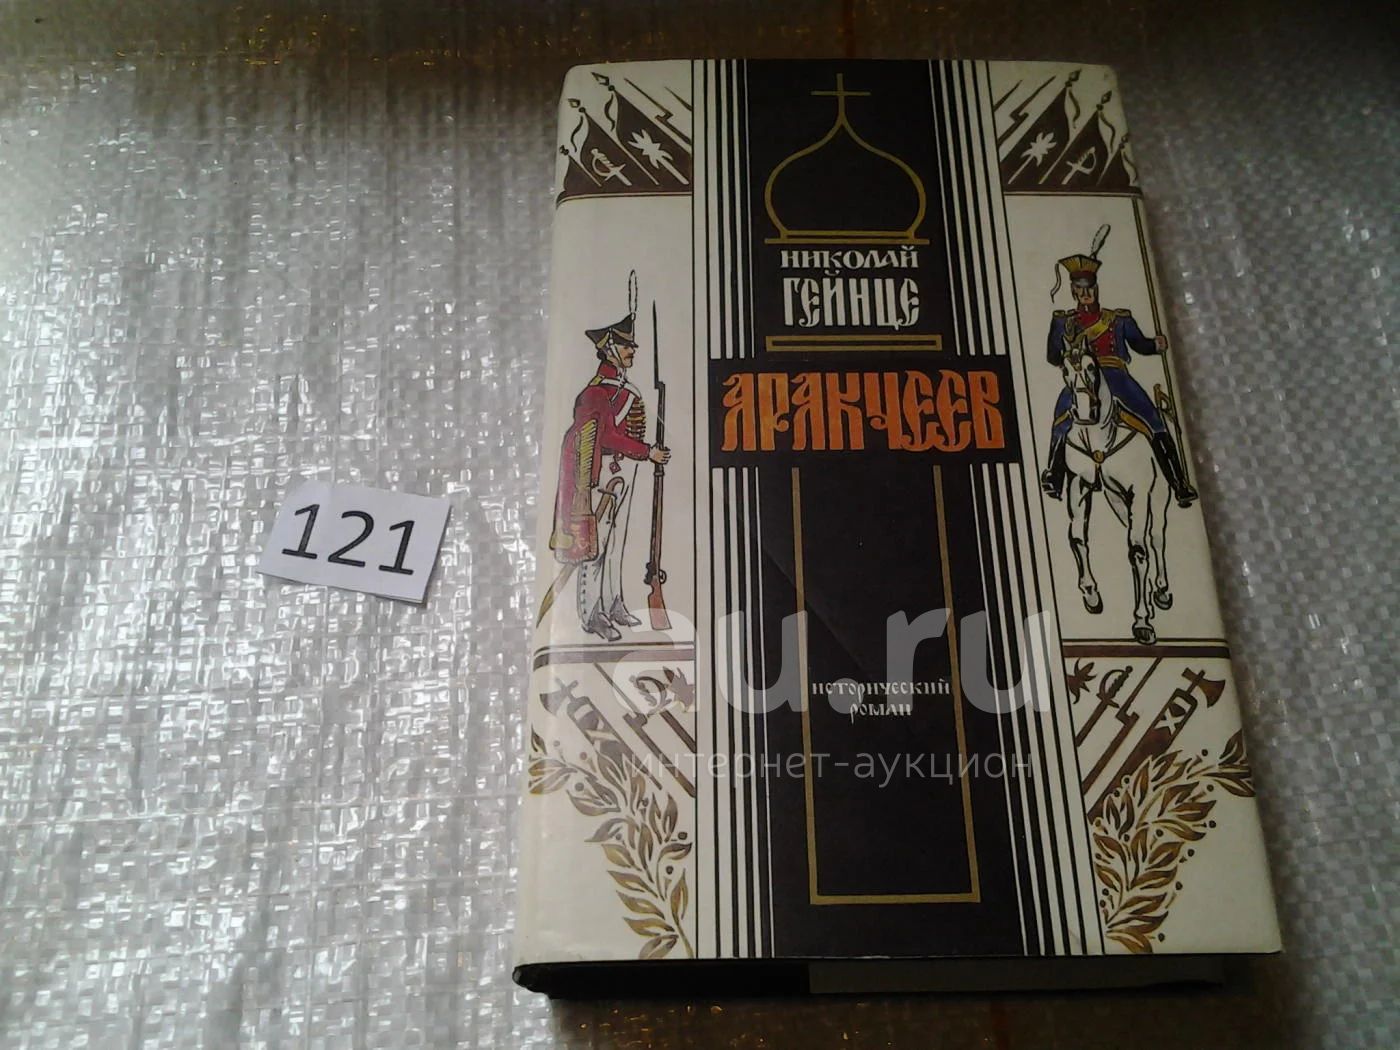 НИКОЛАЙ
ГЕЙНЦЕ
АРАКЧЕЕВ
121
исторический
роман
au.ru
интернет-аукцион